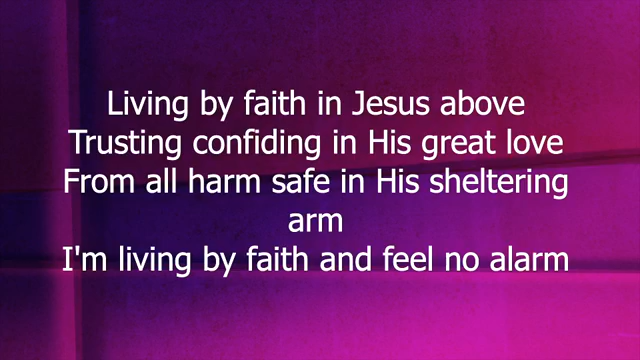 Living by faith in Jesus above
Trusting confiding in His great love
From all harm safe in His sheltering
arm
I'm living by faith and feel no alarm